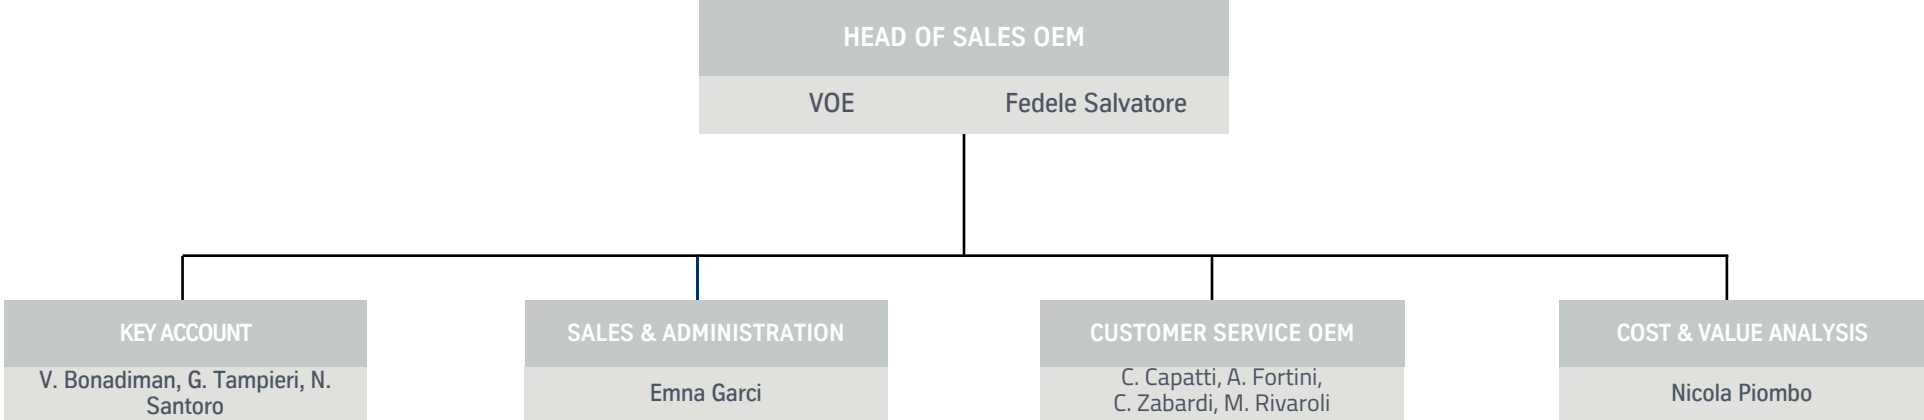 HEAD OF SALES OEM
VOE Fedele Salvatore
KEY ACCOUNT
V. Bonadiman, G. Tampieri, N.
Santoro
SALES & ADMINISTRATION
Emna Garci
CUSTOMER SERVICE OEM
C. Capatti, A. Fortini,
C. Zabardi, M. Rivaroli
COST & VALUE ANALYSIS
Nicola Piombo